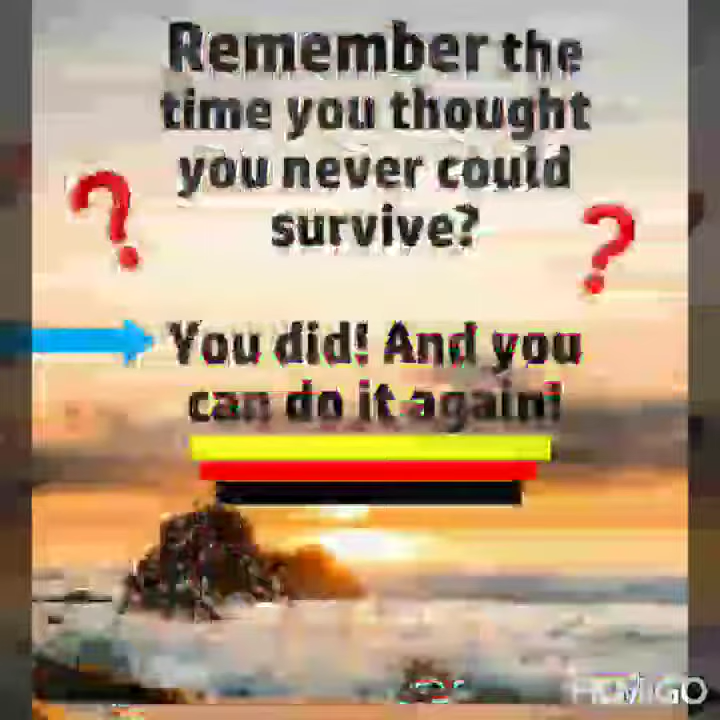 Remember the
time you thought
you never could
survive?
? ?
You did! And you
can do it again!